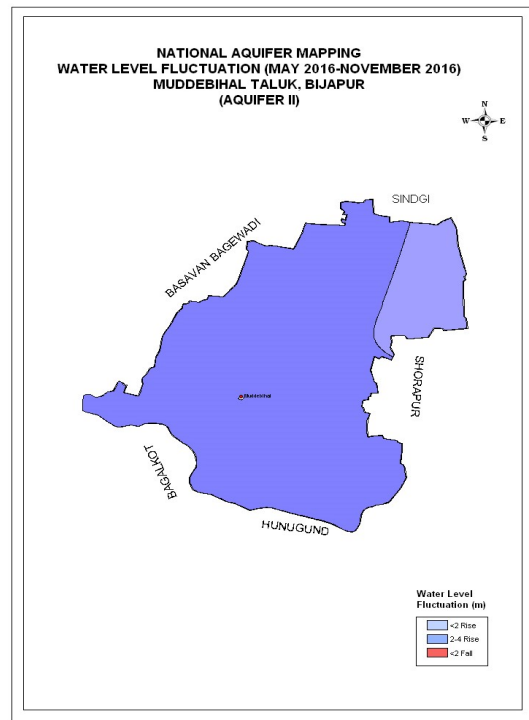 NATIONAL AQUIFER MAPPING
WATER LEVEL FLUCTUATION (MAY 2016-NOVEMBER 2016)
MUDDEBIHAL TALUK, BIJAPUR
(AQUIFER II)
N
W E
S
SINDGI
BASAVAN BAGEWADI
SHORAPUR
Muddebihal
BAGALKOT
HUNUGUND
Water Level
Fluctuation (m)
<2 Rise
2-4 Rise
<2 Fall